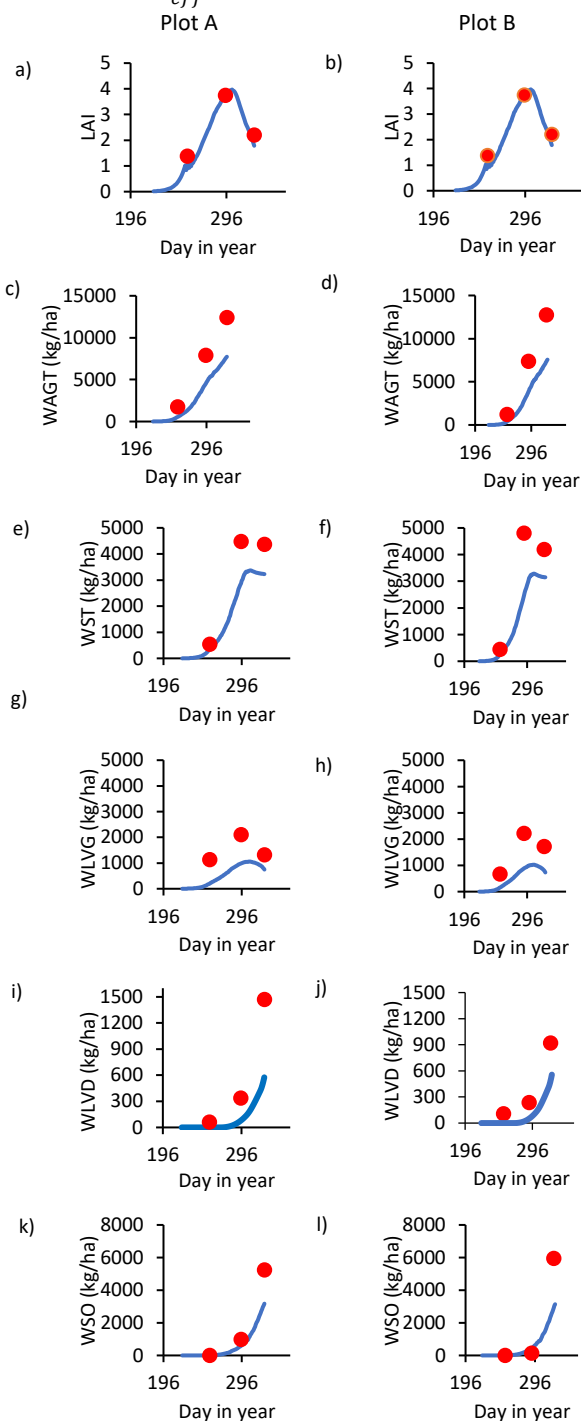 eff
Plot A Plot B
a) b)
5 5
4 4
3 3
2 2
1 1
0 0
LAI LAI
196 296 196 296
Day in year Day in year
c) d)
15000 15000
10000 10000
5000 5000
0 0
WAGT (kg/ha) WAGT (kg/ha)
196 296 196 296
Day in year Day in year
e) f)
5000 5000
4000 4000
3000 3000
2000 2000
1000 1000
0 0
WST (kg/ha) WST (kg/ha)
196 296 196 296
Day in year Day in year
g) h)
5000 5000
4000 4000
3000 3000
2000 2000
1000 1000
0 0
WLVG (kg/ha) WLVG (kg/ha)
196 296 196 296
Day in year Day in year
i) j)
1500 1500
1200 1200
900 900
600 600
300 300
0 0
WLVD (kg/ha) WLVD (kg/ha)
196 296 196 296
Day in year Day in year
k) l)
8000 8000
6000 6000
4000 4000
2000 2000
0 0
WSO (kg/ha) WSO (kg/ha)
196 296 196 296
Day in year Day in year